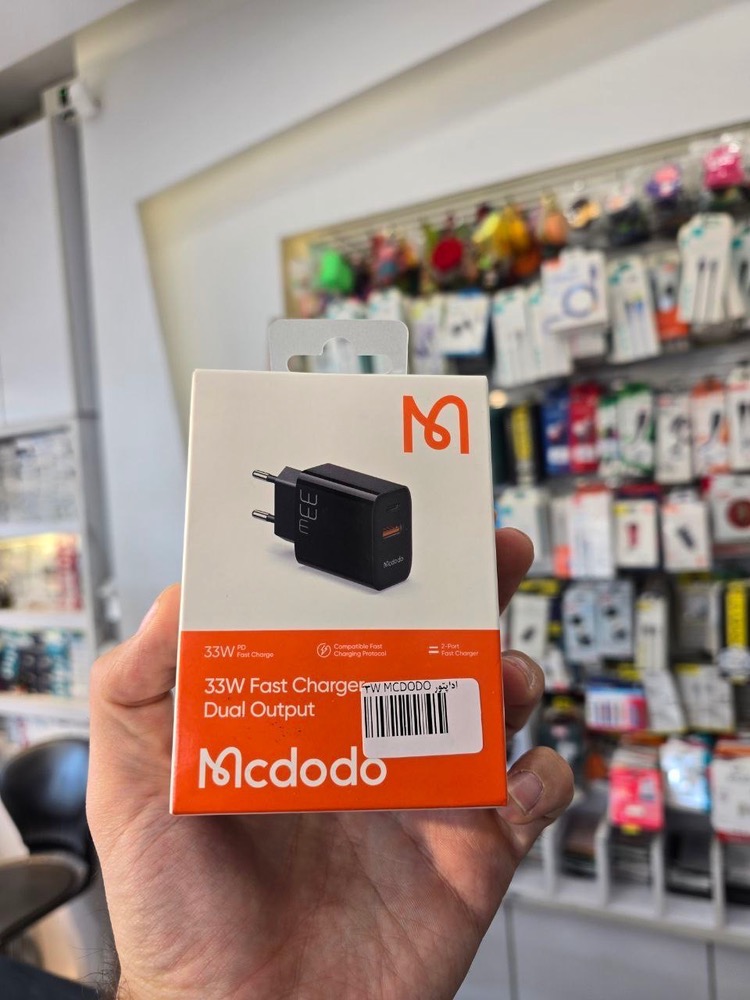 33W
Mcdodo
33W PD Fast Charge
Compatible Fast Charging Protocol
2-Port Fast Charger
33W Fast Charger
Dual Output
آداپتور MCDODO
Mcdodo